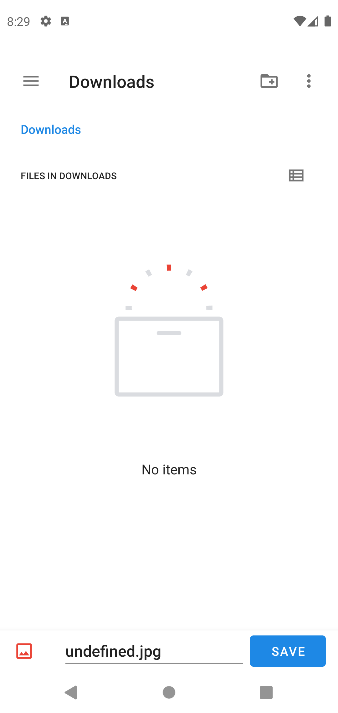 8:29
Downloads
Downloads
FILES IN DOWNLOADS
No items
undefined.jpg
SAVE